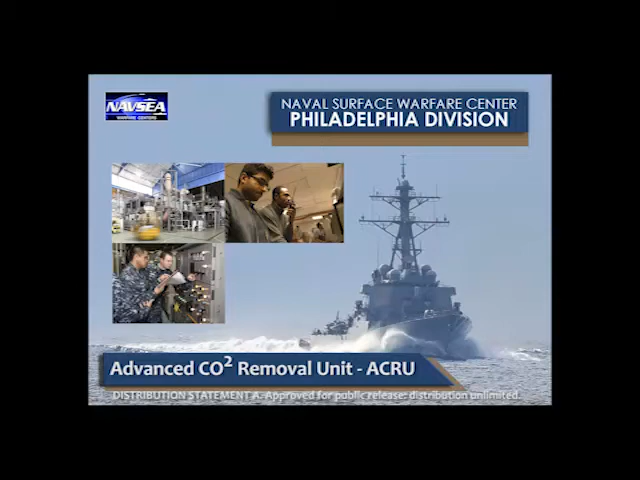 NAVSEA
WARFARE CENTERS
NAVAL SURFACE WARFARE CENTER
PHILADELPHIA DIVISION
Advanced CO² Removal Unit - ACRU
DISTRIBUTION STATEMENT A. Approved for public release: distribution unlimited.